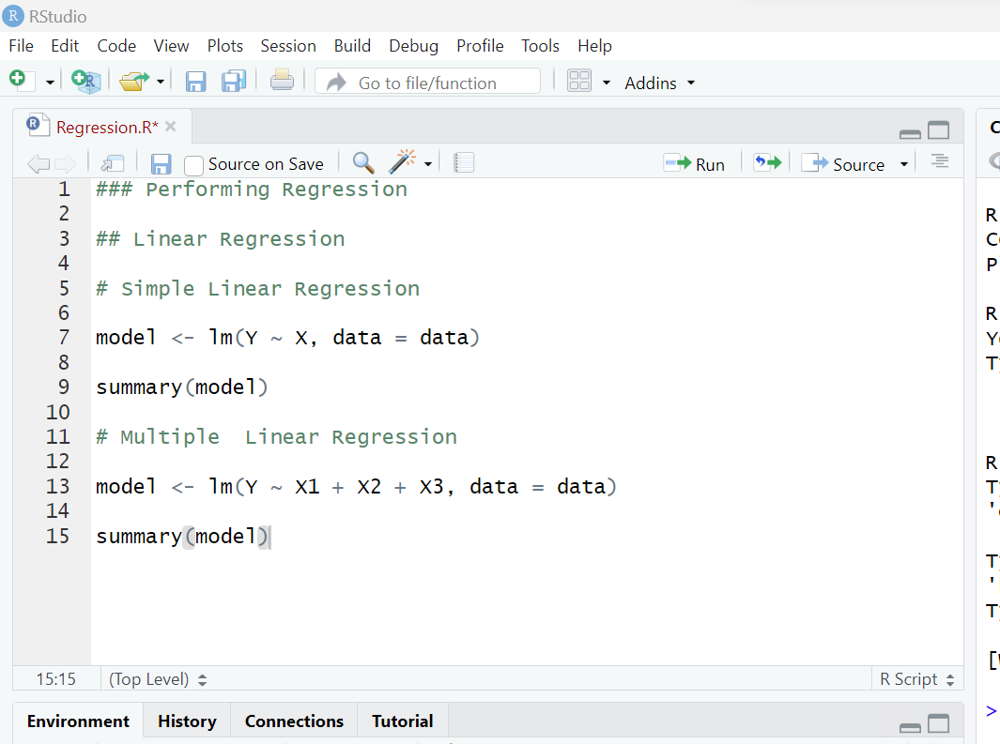 R RStudio
File Edit Code View Plots Session Build Debug Profile Tools Help
R Go to file/function Addins
R Regression.R*
Source on Save Run Source
1 ### Performing Regression
2
3 ## Linear Regression
4
5 # Simple Linear Regression
6
7 model <- lm(Y ~ X, data = data)
8
9 summary(model)
10
11 # Multiple  Linear Regression
12
13 model <- lm(Y ~ X1 + X2 + X3, data = data)
14
15 summary(model)
15:15 (Top Level) R Script
Environment History Connections Tutorial
R
R
R
>